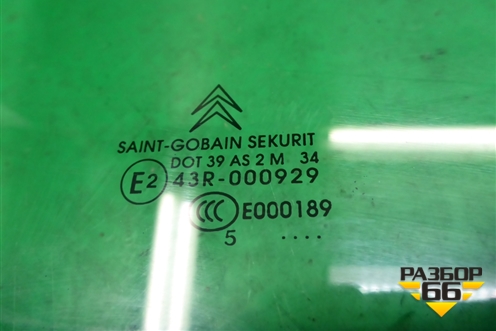 SAINT-GOBAIN SEKURIT
DOT 39 AS 2 M 34
E2 43R-000929
CCC E000189
5 ....
РАЗБОР
66